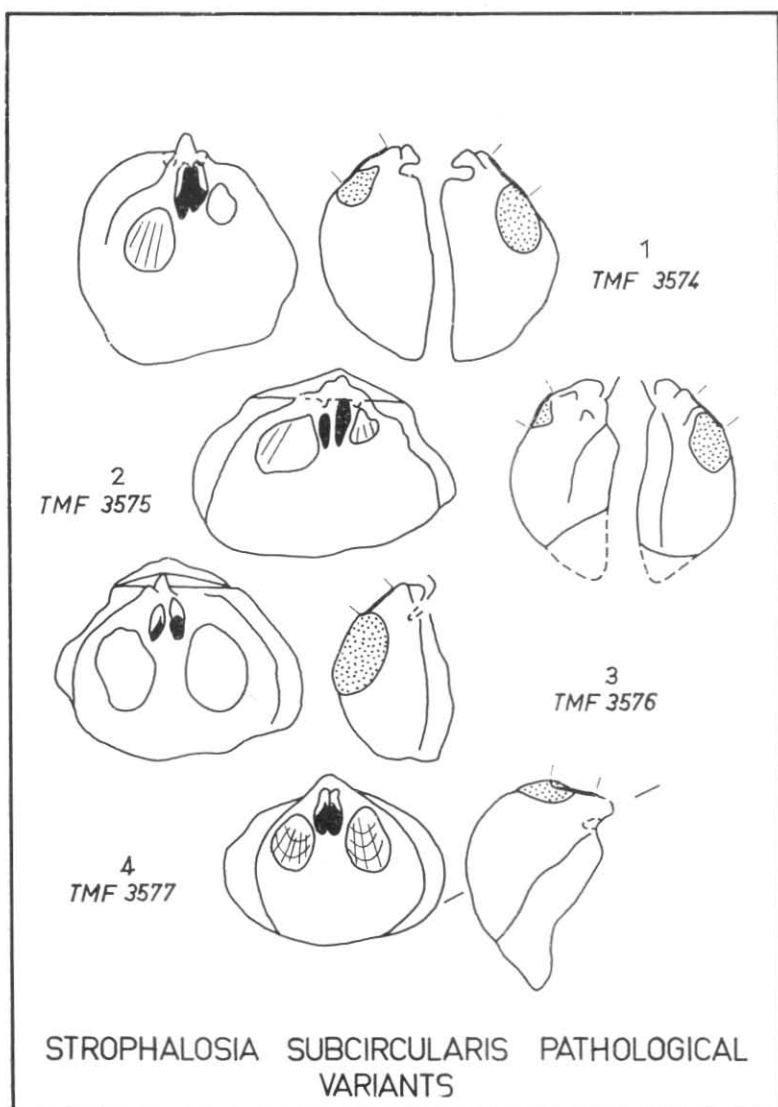 1
TMF 3574
2
TMF 3575
3
TMF 3576
4
TMF 3577
STROPHALOSIA SUBCIRCULARIS PATHOLOGICAL
VARIANTS